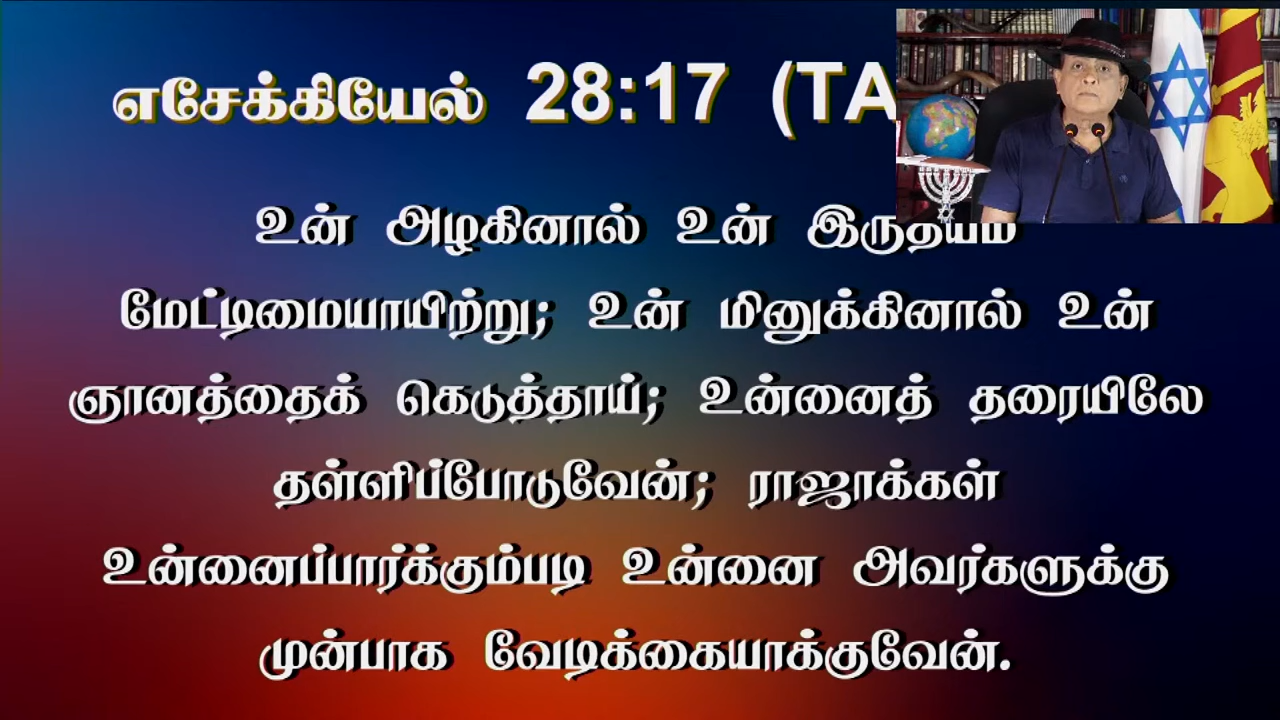 எசேக்கியேல் 28:17 (TA
உன் அழகினால் உன் இருதயம்
மேட்டிமையாயிற்று; உன் மினுக்கினால் உன்
ஞானத்தைக் கெடுத்தாய்; உன்னைத் தரையிலே
தள்ளிப்போடுவேன்; ராஜாக்கள்
உன்னைப்பார்க்கும்படி உன்னை அவர்களுக்கு
முன்பாக வேடிக்கையாக்குவேன்.